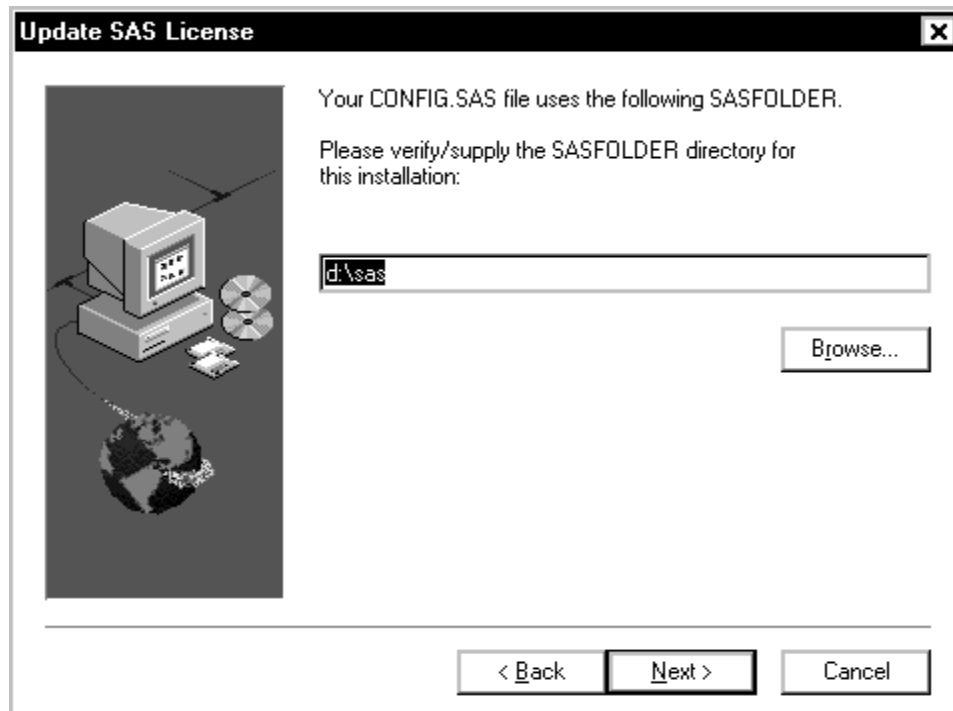 Update SAS License
Your CONFIG.SAS file uses the following SASFOLDER.
Please verify/supply the SASFOLDER directory for
this installation:
d:\sas
Browse...
< Back
Next >
Cancel